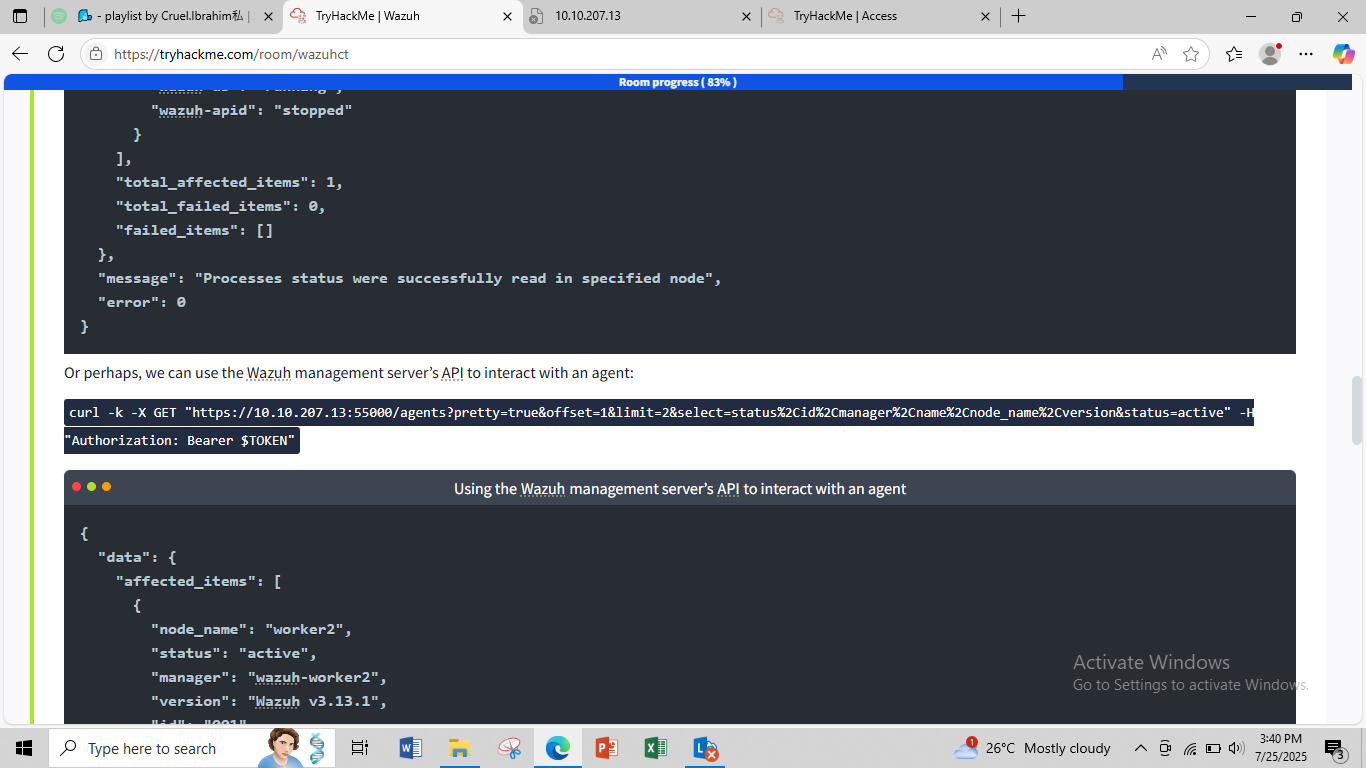 - playlist by Cruel.Ibrahim私 |
TryHackMe | Wazuh
10.10.207.13
TryHackMe | Access
https://tryhackme.com/room/wazuhct
Room progress ( 83% )
"wazuh-apid": "stopped"
}
],
"total_affected_items": 1,
"total_failed_items": 0,
"failed_items": []
},
"message": "Processes status were successfully read in specified node",
"error": 0
}
Or perhaps, we can use the Wazuh management server's API to interact with an agent:
curl -k -X GET "https://10.10.207.13:55000/agents?pretty=true&offset=1&limit=2&select=status%2Cid%2Cmanager%2Cname%2Cnode_name%2Cversion&status=active" -H
"Authorization: Bearer $TOKEN"
Using the Wazuh management server's API to interact with an agent
{
"data": {
"affected_items": [
{
"node_name": "worker2",
"status": "active",
"manager": "wazuh-worker2",
"version": "Wazuh v3.13.1",
Activate Windows
Go to Settings to activate Windows.
Type here to search
1
26°C Mostly cloudy
3:40 PM
7/25/2025
3